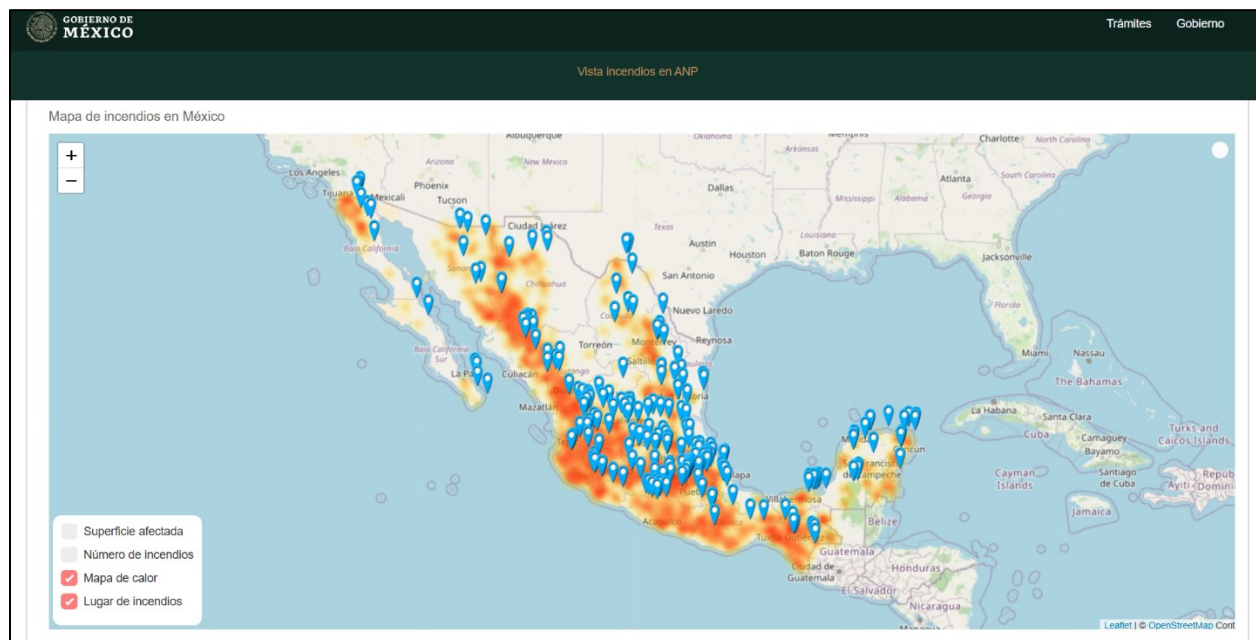 GOBIERNO DE
MÉXICO
Trámites
Gobierno
Vista incendios en ANP
Mapa de incendios en México
+
−
Albuquerque
Oklahoma
Memphis
Charlotte
North Carolina
Los Angeles
Arizona
New Mexico
Arkansas
Atlanta
South Carolina
Phoenix
Dallas
Mississippi
Alabama
Georgia
Tijuana
Mexicali
Tucson
Ciudad Juárez
Texas
Austin
Louisiana
Baja California
Houston
Baton Rouge
Jacksonville
Sonora
San Antonio
Chihuahua
Florida
Nuevo Laredo
Torreón
Monterrey
Reynosa
Baja California
Sur
Saltillo
Miami
Nassau
La Paz
Culiacán
The Bahamas
Mazatlán
La Habana
Santa Clara
Cuba
Camaguey
Bayamo
Turks and
Caicos Islands
Cancún
Cayman
Islands
Santiago
de Cuba
Ayiti
Villahermosa
Jamaica
Acapulco
Belize
Tuxtla Gutiérrez
Guatemala
Ciudad de
Guatemala
Honduras
El Salvador
Nicaragua
Superficie afectada
Número de incendios
Mapa de calor
Lugar de incendios
Leaflet | © OpenStreetMap Cont